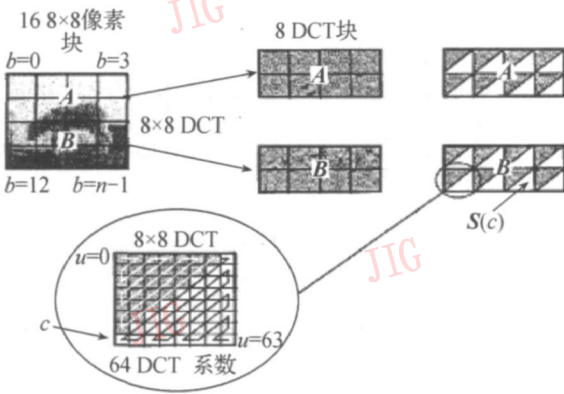 16 8×8像素
块
b=0 b=3
A
B
8×8 DCT
b=12 b=n−1
8 DCT块
A
B
A
B
S(c)
8×8 DCT
u=0
c
u=63
64 DCT 系数
JIG
JIG
JIG